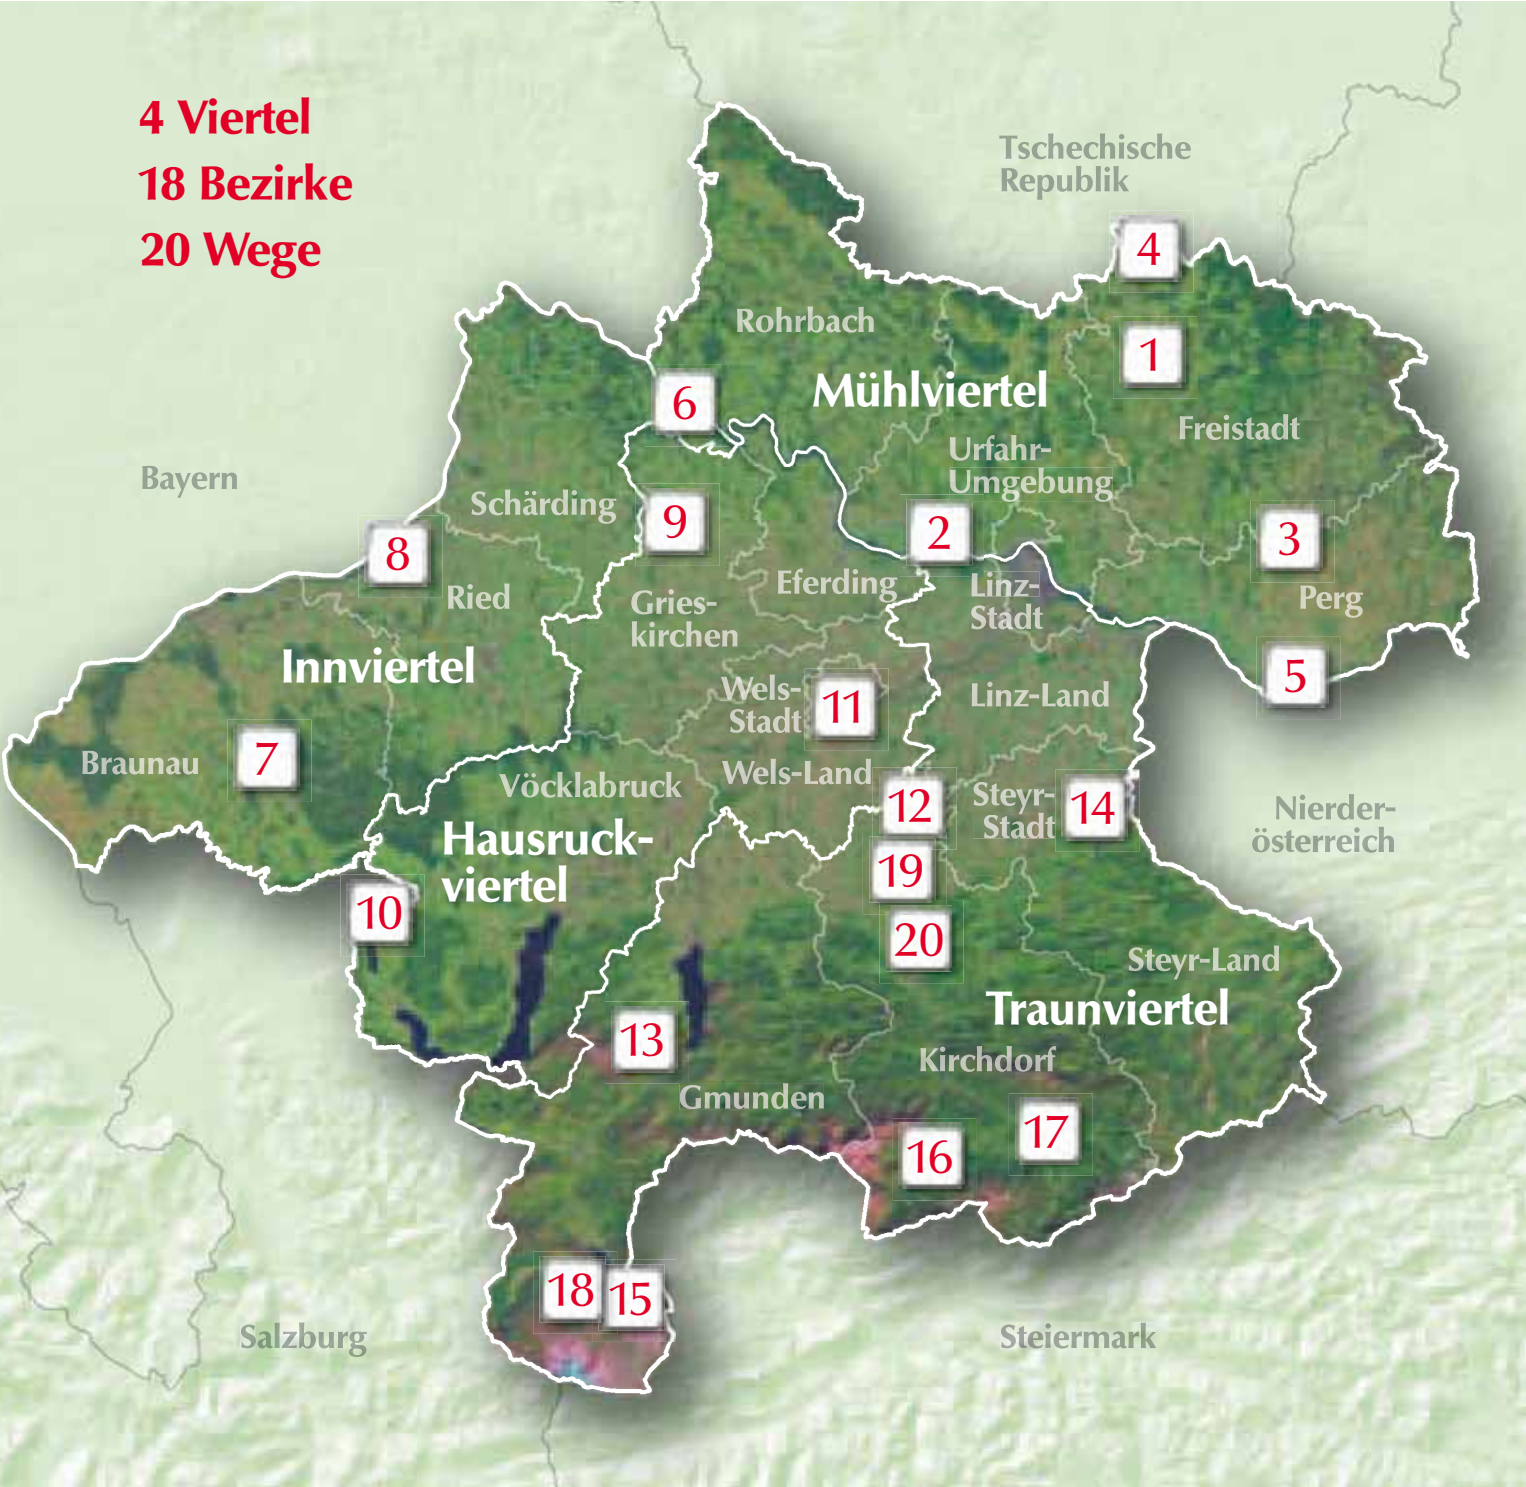 4 Viertel
18 Bezirke
20 Wege
Tschechische
Republik
4
Rohrbach
1
Mühlviertel
6
Freistadt
Urfahr-
Umgebung
Bayern
Schärding
9
2
3
8
Ried
Eferding
Linz-
Stadt
Gries-
kirchen
Perg
Innviertel
5
Wels-
Stadt
11
Linz-Land
Braunau
7
Vöcklabruck
Wels-Land
12
Steyr-
Stadt
14
Nierder-
österreich
Hausruck-
viertel
19
10
20
Steyr-Land
Traunviertel
13
Kirchdorf
Gmunden
16
17
18
15
Salzburg
Steiermark